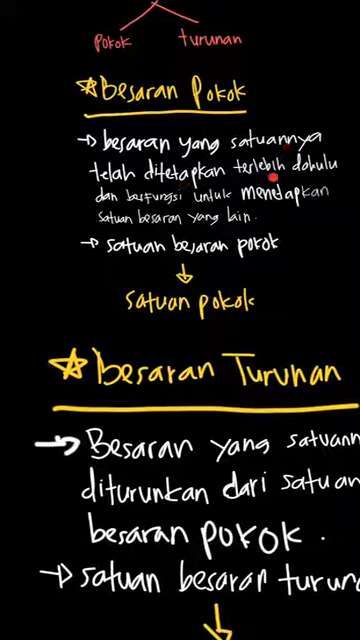 pokok turunan
Besaran Pokok
besaran yang satuannya
telah ditetapkan terlebih dahulu
dan berfungsi untuk menetapkan
satuan besaran yang lain.
→ satuan besaran pokok
satuan pokok
Besaran Turunan
→ Besaran yang satuann
diturunkan dari satuan
besaran pokok.
→ satuan besaran turun